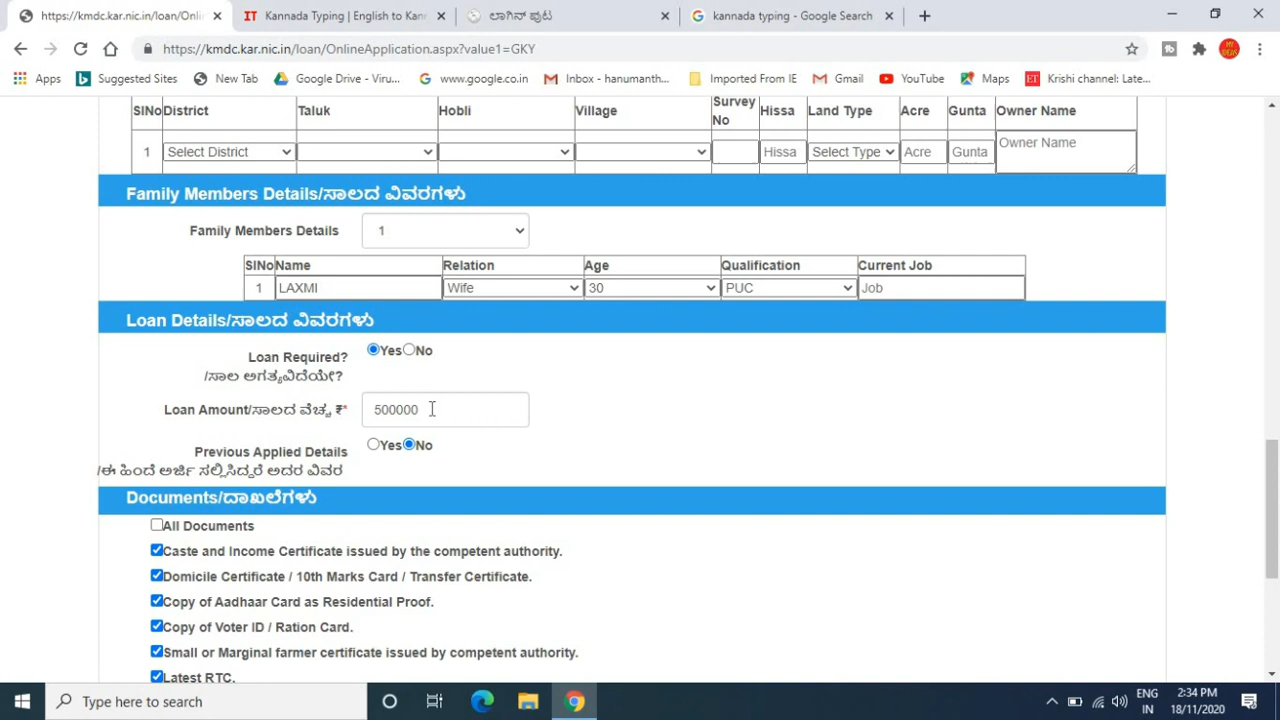 https://kmdc.kar.nic.in/loan/Onli
Kannada Typing | English to Kan
ಲಾಗಿನ್ ಪುಟ
kannada typing - Google Search
https://kmdc.kar.nic.in/loan/OnlineApplication.aspx?value1=GKY
Apps
Suggested Sites
New Tab
Google Drive - Viru...
www.google.co.in
Inbox - hanumanth...
Imported From IE
Gmail
YouTube
Maps
Krishi channel: Late...
SlNo District Taluk Hobli Village Survey No Hissa Land Type Acre Gunta Owner Name
1 Select District Hissa Select Type Acre Gunta Owner Name
Family Members Details/ಸಾಲದ ವಿವರಗಳು
Family Members Details 1
SlNo Name Relation Age Qualification Current Job
1 LAXMI Wife 30 PUC Job
Loan Details/ಸಾಲದ ವಿವರಗಳು
Loan Required? Yes No
/ಸಾಲ ಅಗತ್ಯವಿದೆಯೇ?
Loan Amount/ಸಾಲದ ವೆಚ್ಚ ₹* 500000
Previous Applied Details Yes No
/ಈ ಹಿಂದೆ ಅರ್ಜಿ ಸಲ್ಲಿಸಿದ್ದರೆ ಅದರ ವಿವರ
Documents/ದಾಖಲೆಗಳು
All Documents
Caste and Income Certificate issued by the competent authority.
Domicile Certificate / 10th Marks Card / Transfer Certificate.
Copy of Aadhaar Card as Residential Proof.
Copy of Voter ID / Ration Card.
Small or Marginal farmer certificate issued by competent authority.
Latest RTC.
Type here to search
ENG
IN
2:34 PM
18/11/2020